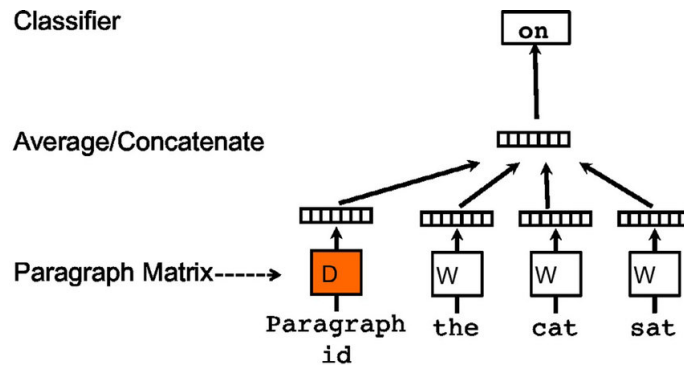 Classifier
on
Average/Concatenate
Paragraph Matrix---->
D
W
W
W
Paragraph
id
the
cat
sat